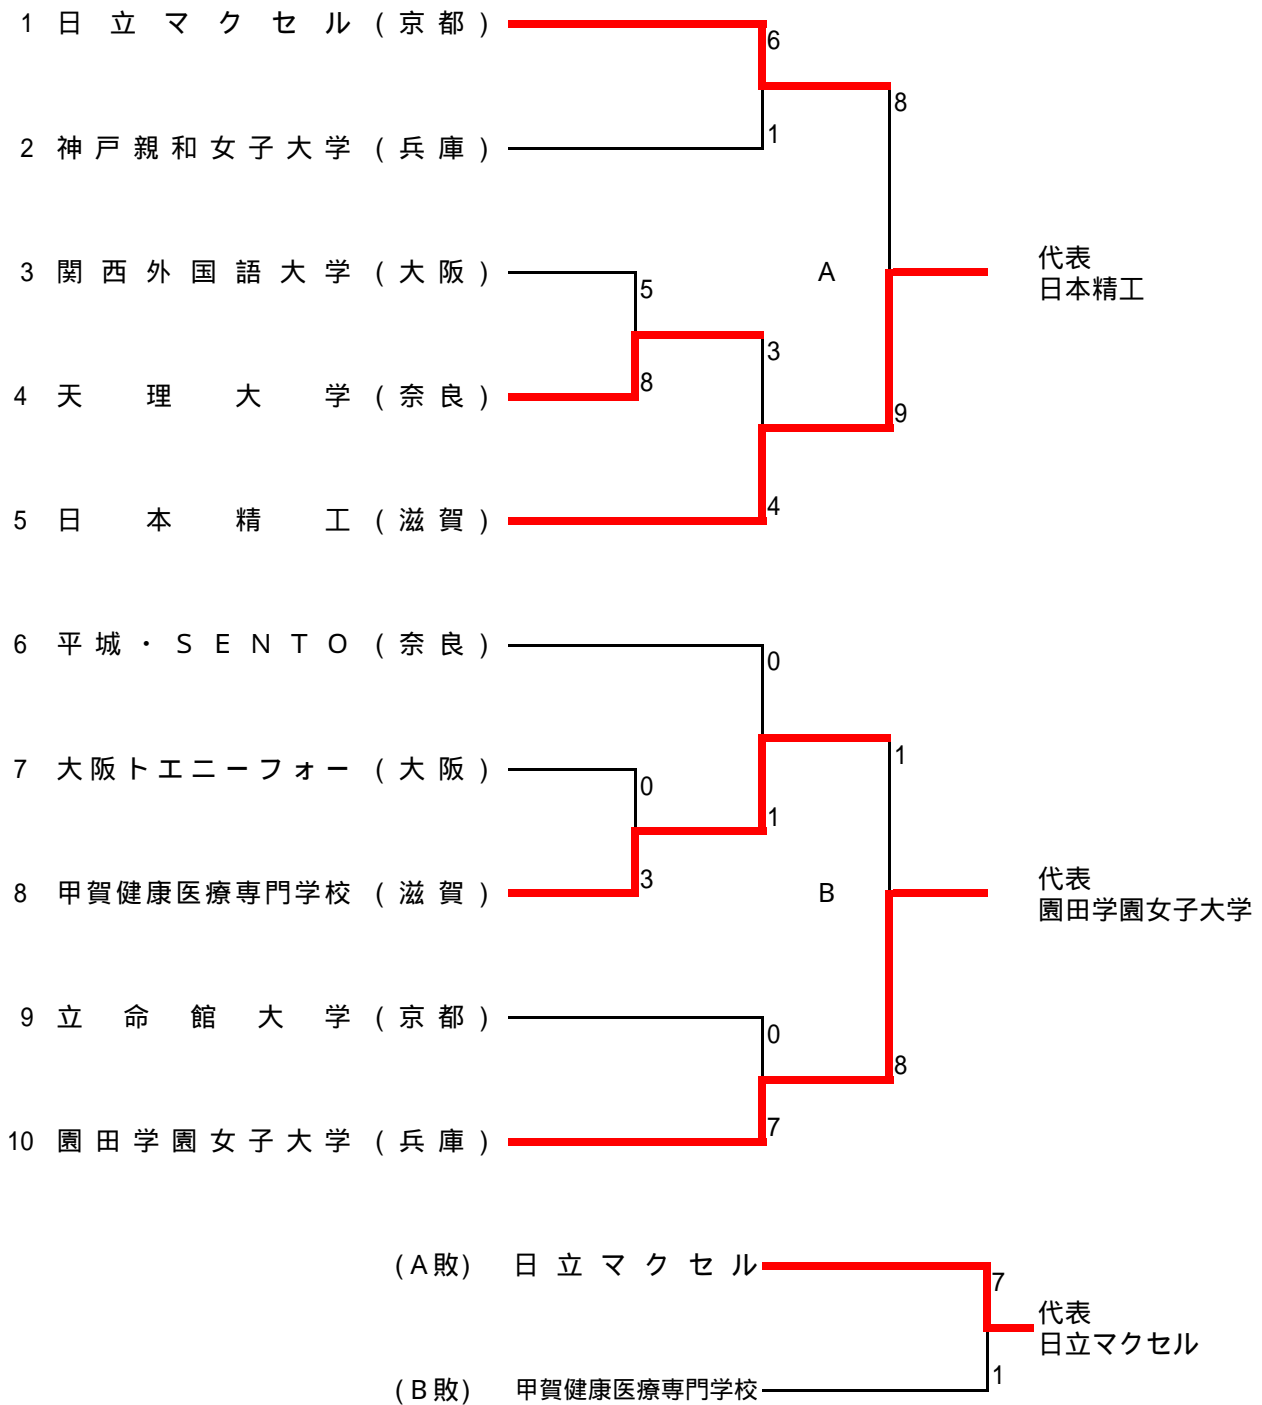 1 日立マクセル (京都)
6
8
1
2 神戸親和女子大学 (兵庫)
3 関西外国語大学 (大阪)
5
A
代表
日本精工
3
8
4 天理大学 (奈良)
9
4
5 日本精工 (滋賀)
6 平城・SENTO (奈良)
0
1
7 大阪トエニーフォー (大阪)
0
1
3
8 甲賀健康医療専門学校 (滋賀)
B
代表
園田学園女子大学
9 立命館大学 (京都)
0
8
7
10 園田学園女子大学 (兵庫)
(A敗) 日立マクセル
7
代表
日立マクセル
1
(B敗) 甲賀健康医療専門学校